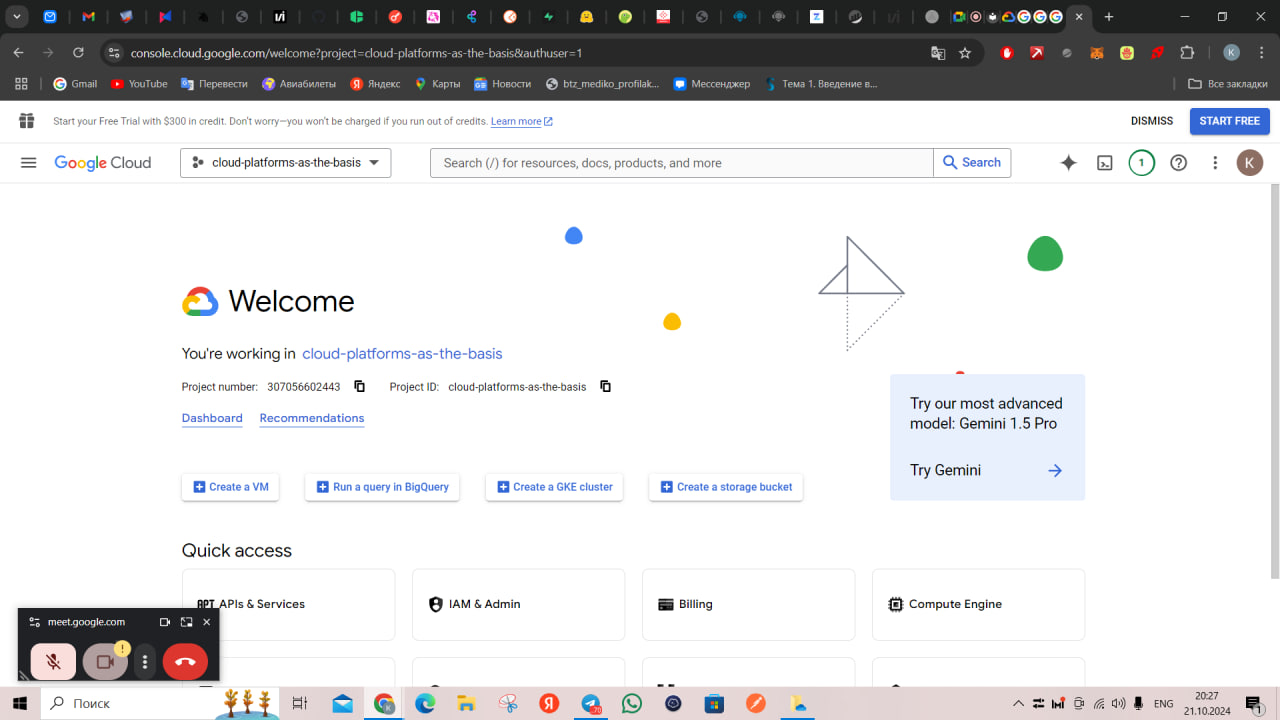 console.cloud.google.com/welcome?project=cloud-platforms-as-the-basis&authuser=1
K
Gmail
YouTube
Перевести
Авиабилеты
Яндекс
Карты
Новости
btz_mediko_profilak...
Мессенджер
Тема 1. Введение в...
Все закладки
Start your Free Trial with $300 in credit. Don't worry—you won't be charged if you run out of credits. Learn more
DISMISS
START FREE
Google Cloud
cloud-platforms-as-the-basis
Search (/) for resources, docs, products, and more
Search
1
K
Welcome
You're working in cloud-platforms-as-the-basis
Project number: 307056602443
Project ID: cloud-platforms-as-the-basis
Dashboard
Recommendations
Try our most advanced
model: Gemini 1.5 Pro
Try Gemini
Create a VM
Run a query in BigQuery
Create a GKE cluster
Create a storage bucket
Quick access
API APIs & Services
IAM & Admin
Billing
Compute Engine
meet.google.com
Поиск
ENG
20:27
21.10.2024
1